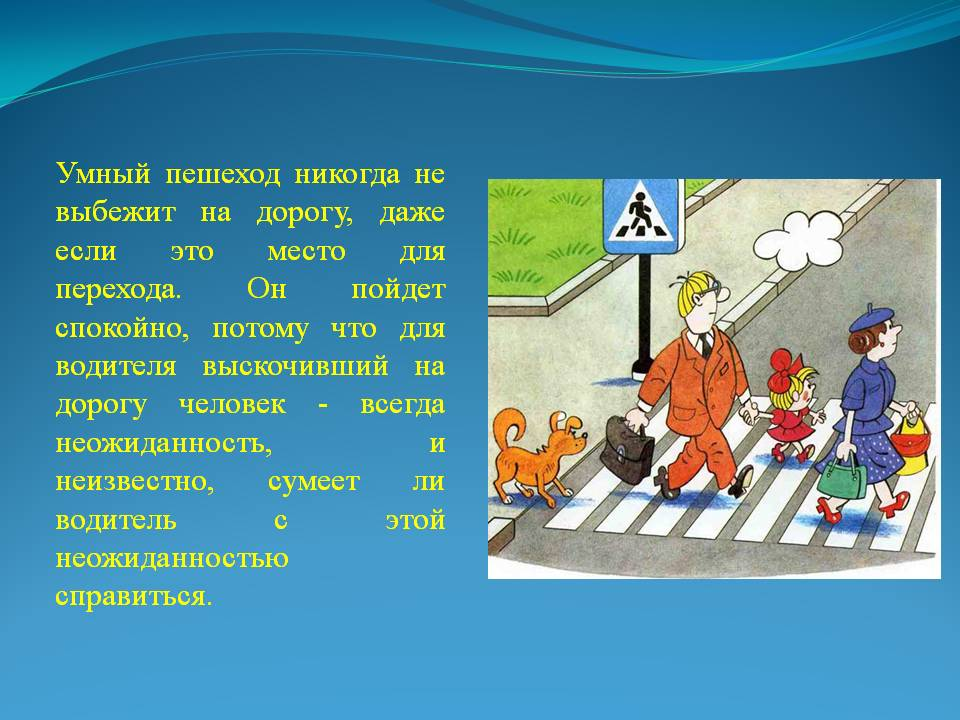 Умный пешеход никогда не
выбежит на дорогу, даже
если это место для
перехода. Он пойдет
спокойно, потому что для
водителя выскочивший на
дорогу человек - всегда
неожиданность, и
неизвестно, сумеет ли
водитель с этой
неожиданностью
справиться.